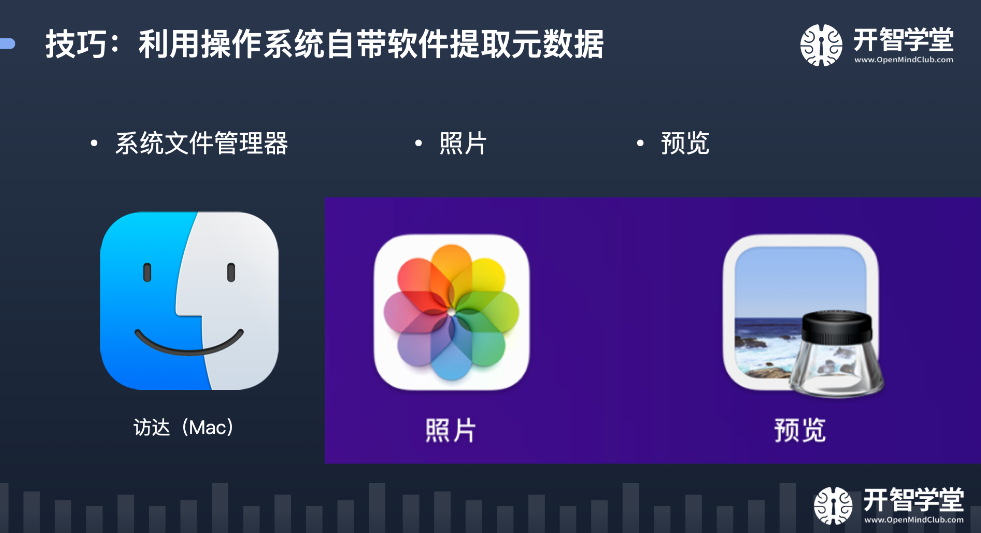 技巧：利用操作系统自带软件提取元数据
开智学堂
www.OpenMindClub.com
• 系统文件管理器
• 照片
• 预览
访达（Mac）
照片
预览
开智学堂
www.OpenMindClub.com